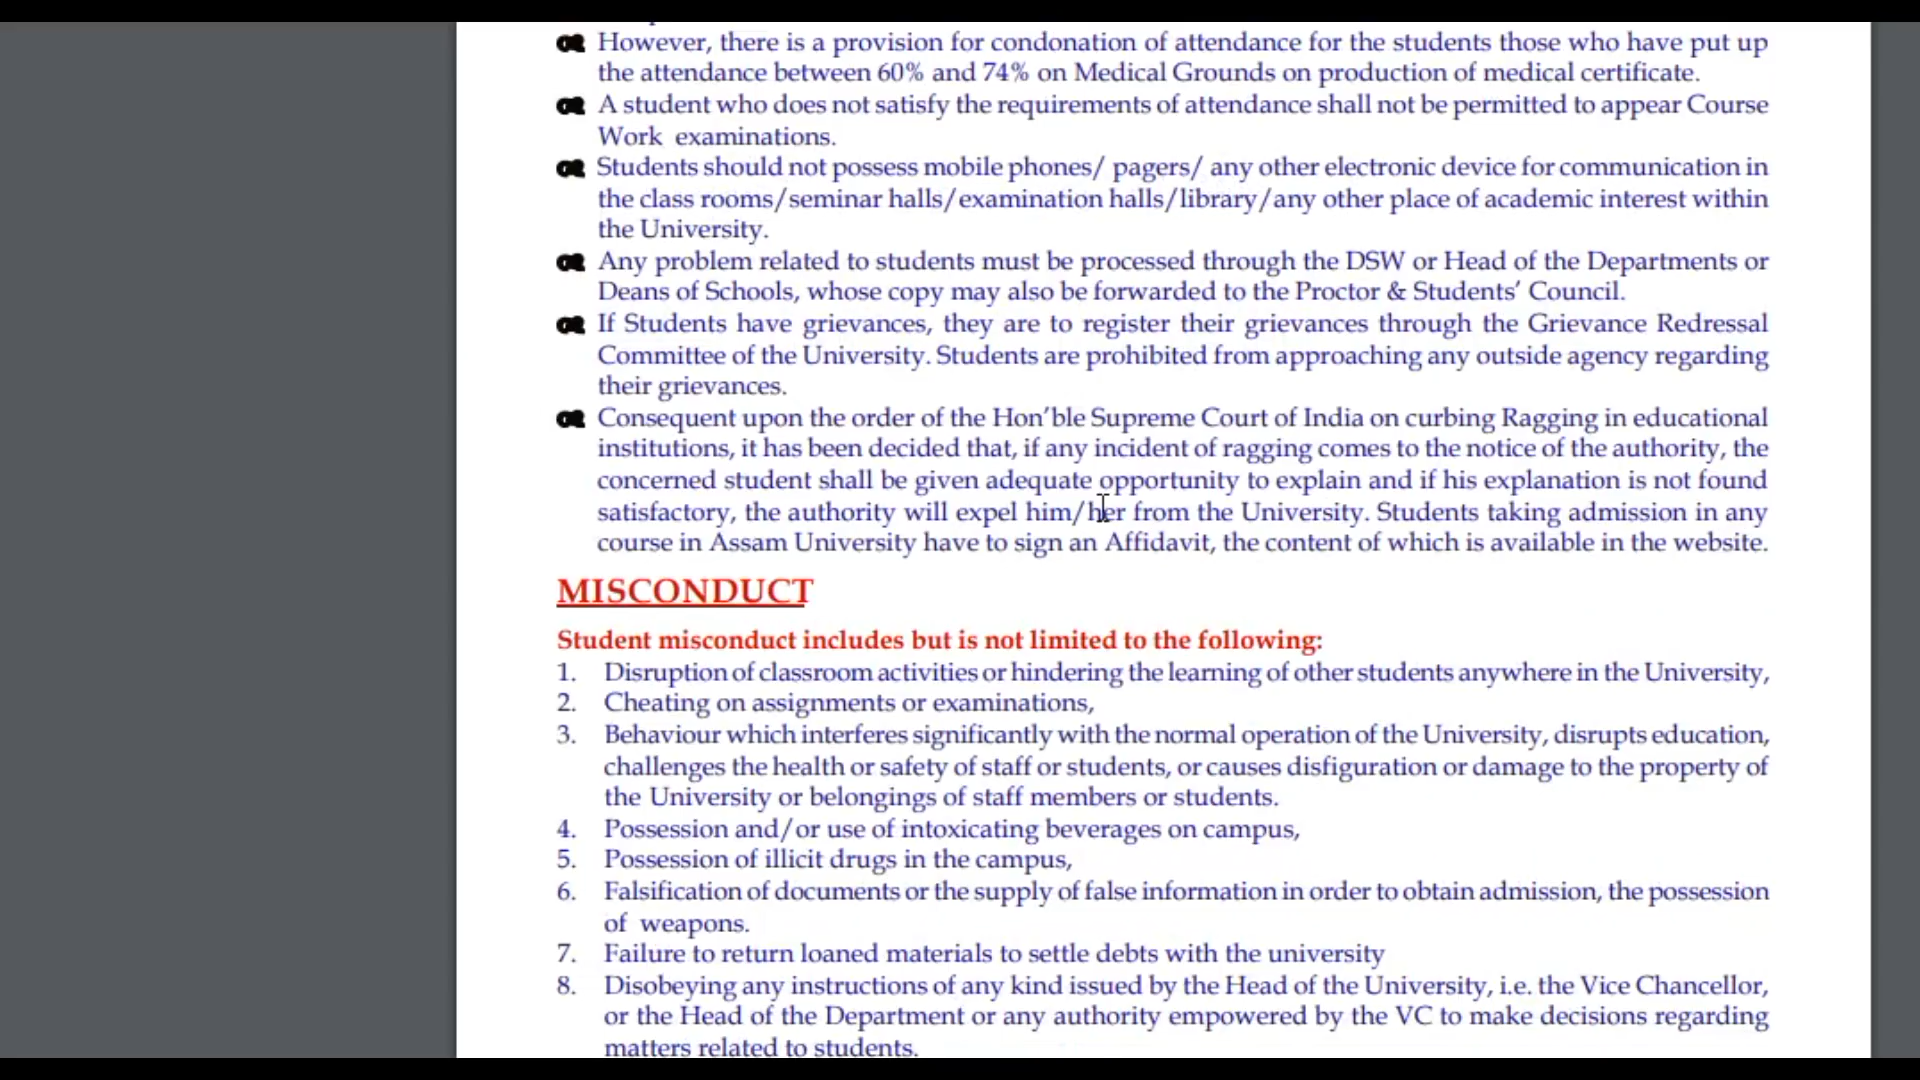 However, there is a provision for condonation of attendance for the students those who have put up
the attendance between 60% and 74% on Medical Grounds on production of medical certificate.
A student who does not satisfy the requirements of attendance shall not be permitted to appear Course
Work examinations.
Students should not possess mobile phones/ pagers/ any other electronic device for communication in
the class rooms/seminar halls/examination halls/library/any other place of academic interest within
the University.
Any problem related to students must be processed through the DSW or Head of the Departments or
Deans of Schools, whose copy may also be forwarded to the Proctor & Students’ Council.
If Students have grievances, they are to register their grievances through the Grievance Redressal
Committee of the University. Students are prohibited from approaching any outside agency regarding
their grievances.
Consequent upon the order of the Hon’ble Supreme Court of India on curbing Ragging in educational
institutions, it has been decided that, if any incident of ragging comes to the notice of the authority, the
concerned student shall be given adequate opportunity to explain and if his explanation is not found
satisfactory, the authority will expel him/her from the University. Students taking admission in any
course in Assam University have to sign an Affidavit, the content of which is available in the website.
MISCONDUCT
Student misconduct includes but is not limited to the following:
1. Disruption of classroom activities or hindering the learning of other students anywhere in the University,
2. Cheating on assignments or examinations,
3. Behaviour which interferes significantly with the normal operation of the University, disrupts education,
challenges the health or safety of staff or students, or causes disfiguration or damage to the property of
the University or belongings of staff members or students.
4. Possession and/or use of intoxicating beverages on campus,
5. Possession of illicit drugs in the campus,
6. Falsification of documents or the supply of false information in order to obtain admission, the possession
of weapons.
7. Failure to return loaned materials to settle debts with the university
8. Disobeying any instructions of any kind issued by the Head of the University, i.e. the Vice Chancellor,
or the Head of the Department or any authority empowered by the VC to make decisions regarding
matters related to students.